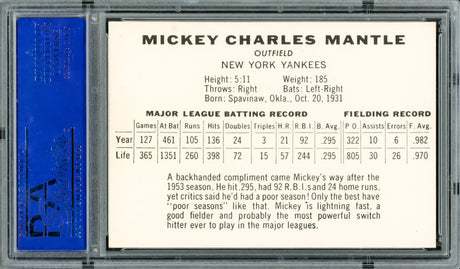 MICKEY CHARLES MANTLE
OUTFIELD
NEW YORK YANKEES
Height: 5:11 Weight: 185
Throws: Right Bats: Left-Right
Born: Spavinaw, Okla., Oct. 20, 1931
MAJOR LEAGUE BATTING RECORD FIELDING RECORD
Games At Bat Runs Hits Doubles Triples H.R. R.B.I. B. Avg. P.O. Assists Errors F. Avg.
Year 127 461 105 136 24 3 21 92 .295 322 10 6 .982
Life 365 1351 260 398 72 15 57 244 .295 805 30 26 .970
A backhanded compliment came Mickey's way after the
1953 season. He hit .295, had 92 R.B.I.s and 24 home runs.
yet critics said he'd had a poor season! Only the best have
"poor seasons" like that. Mickey is lightning fast, a
good fielder and probably the most powerful switch
hitter ever to play in the major leagues.
PSA